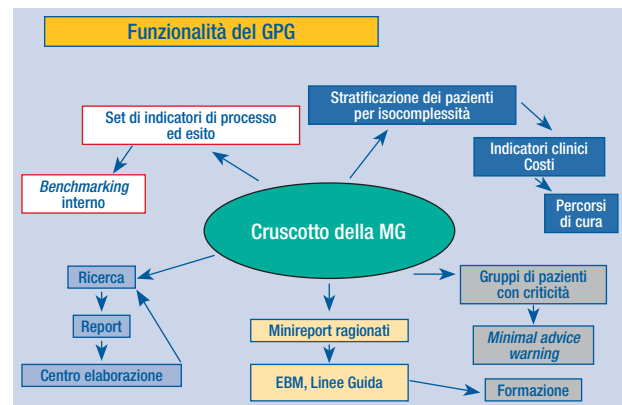 Funzionalità del GPG
Stratificazione dei pazienti
per isocomplessità
Set di indicatori di processo
ed esito
Indicatori clinici
Costi
Benchmarking
interno
Percorsi
di cura
Cruscotto della MG
Ricerca
Gruppi di pazienti
con criticità
Report
Minireport ragionati
Minimal advice
warning
Centro elaborazione
EBM, Linee Guida
Formazione